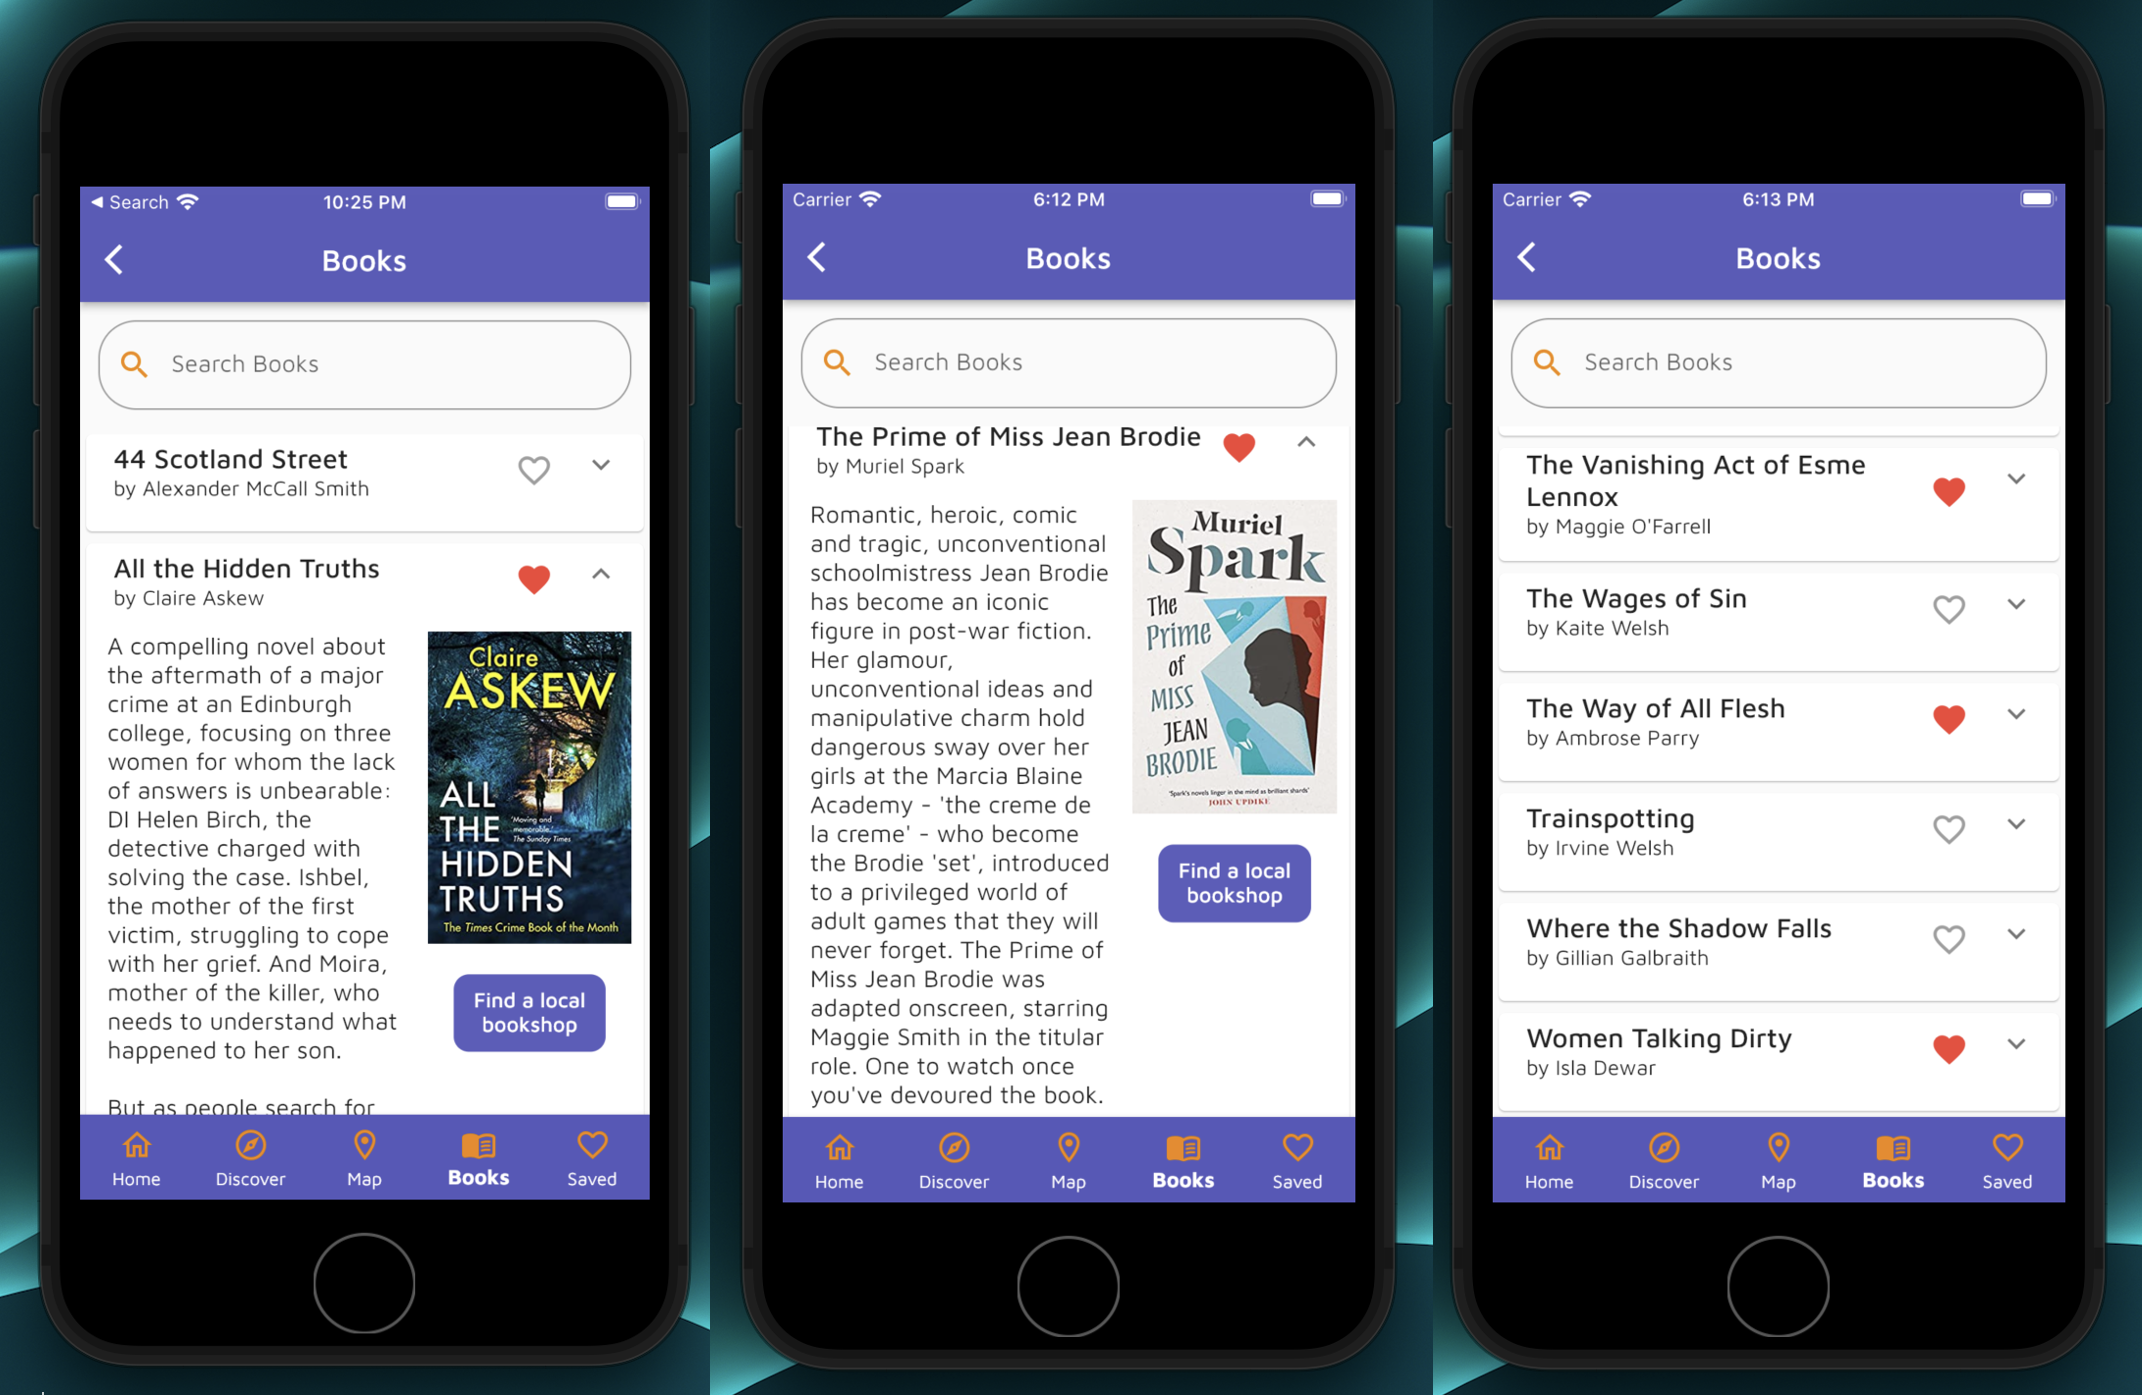 Search
10:25 PM
Books
Search Books
44 Scotland Street
by Alexander McCall Smith
All the Hidden Truths
by Claire Askew
A compelling novel about
the aftermath of a major
crime at an Edinburgh
college, focusing on three
women for whom the lack
of answers is unbearable:
DI Helen Birch, the
detective charged with
solving the case. Ishbel,
the mother of the first
victim, struggling to cope
with her grief. And Moira,
mother of the killer, who
needs to understand what
happened to her son.
But as people search for
Claire
ASKEW
ALL
THE
HIDDEN
TRUTHS
'Moving and
memorable.'
The Sunday Times
The Times Crime Book of the Month
Find a local
bookshop
Home
Discover
Map
Books
Saved
Carrier
6:12 PM
Books
Search Books
The Prime of Miss Jean Brodie
by Muriel Spark
Romantic, heroic, comic
and tragic, unconventional
schoolmistress Jean Brodie
has become an iconic
figure in post-war fiction.
Her glamour,
unconventional ideas and
manipulative charm hold
dangerous sway over her
girls at the Marcia Blaine
Academy - 'the creme de
la creme' - who become
the Brodie 'set', introduced
to a privileged world of
adult games that they will
never forget. The Prime of
Miss Jean Brodie was
adapted onscreen, starring
Maggie Smith in the titular
role. One to watch once
you've devoured the book.
Muriel
Spark
The
Prime
of
MISS
JEAN
BRODIE
'Spark's novels linger in the mind as brilliant shards'
JOHN UPDIKE
Find a local
bookshop
Home
Discover
Map
Books
Saved
Carrier
6:13 PM
Books
Search Books
The Vanishing Act of Esme
Lennox
by Maggie O'Farrell
The Wages of Sin
by Kaite Welsh
The Way of All Flesh
by Ambrose Parry
Trainspotting
by Irvine Welsh
Where the Shadow Falls
by Gillian Galbraith
Women Talking Dirty
by Isla Dewar
Home
Discover
Map
Books
Saved